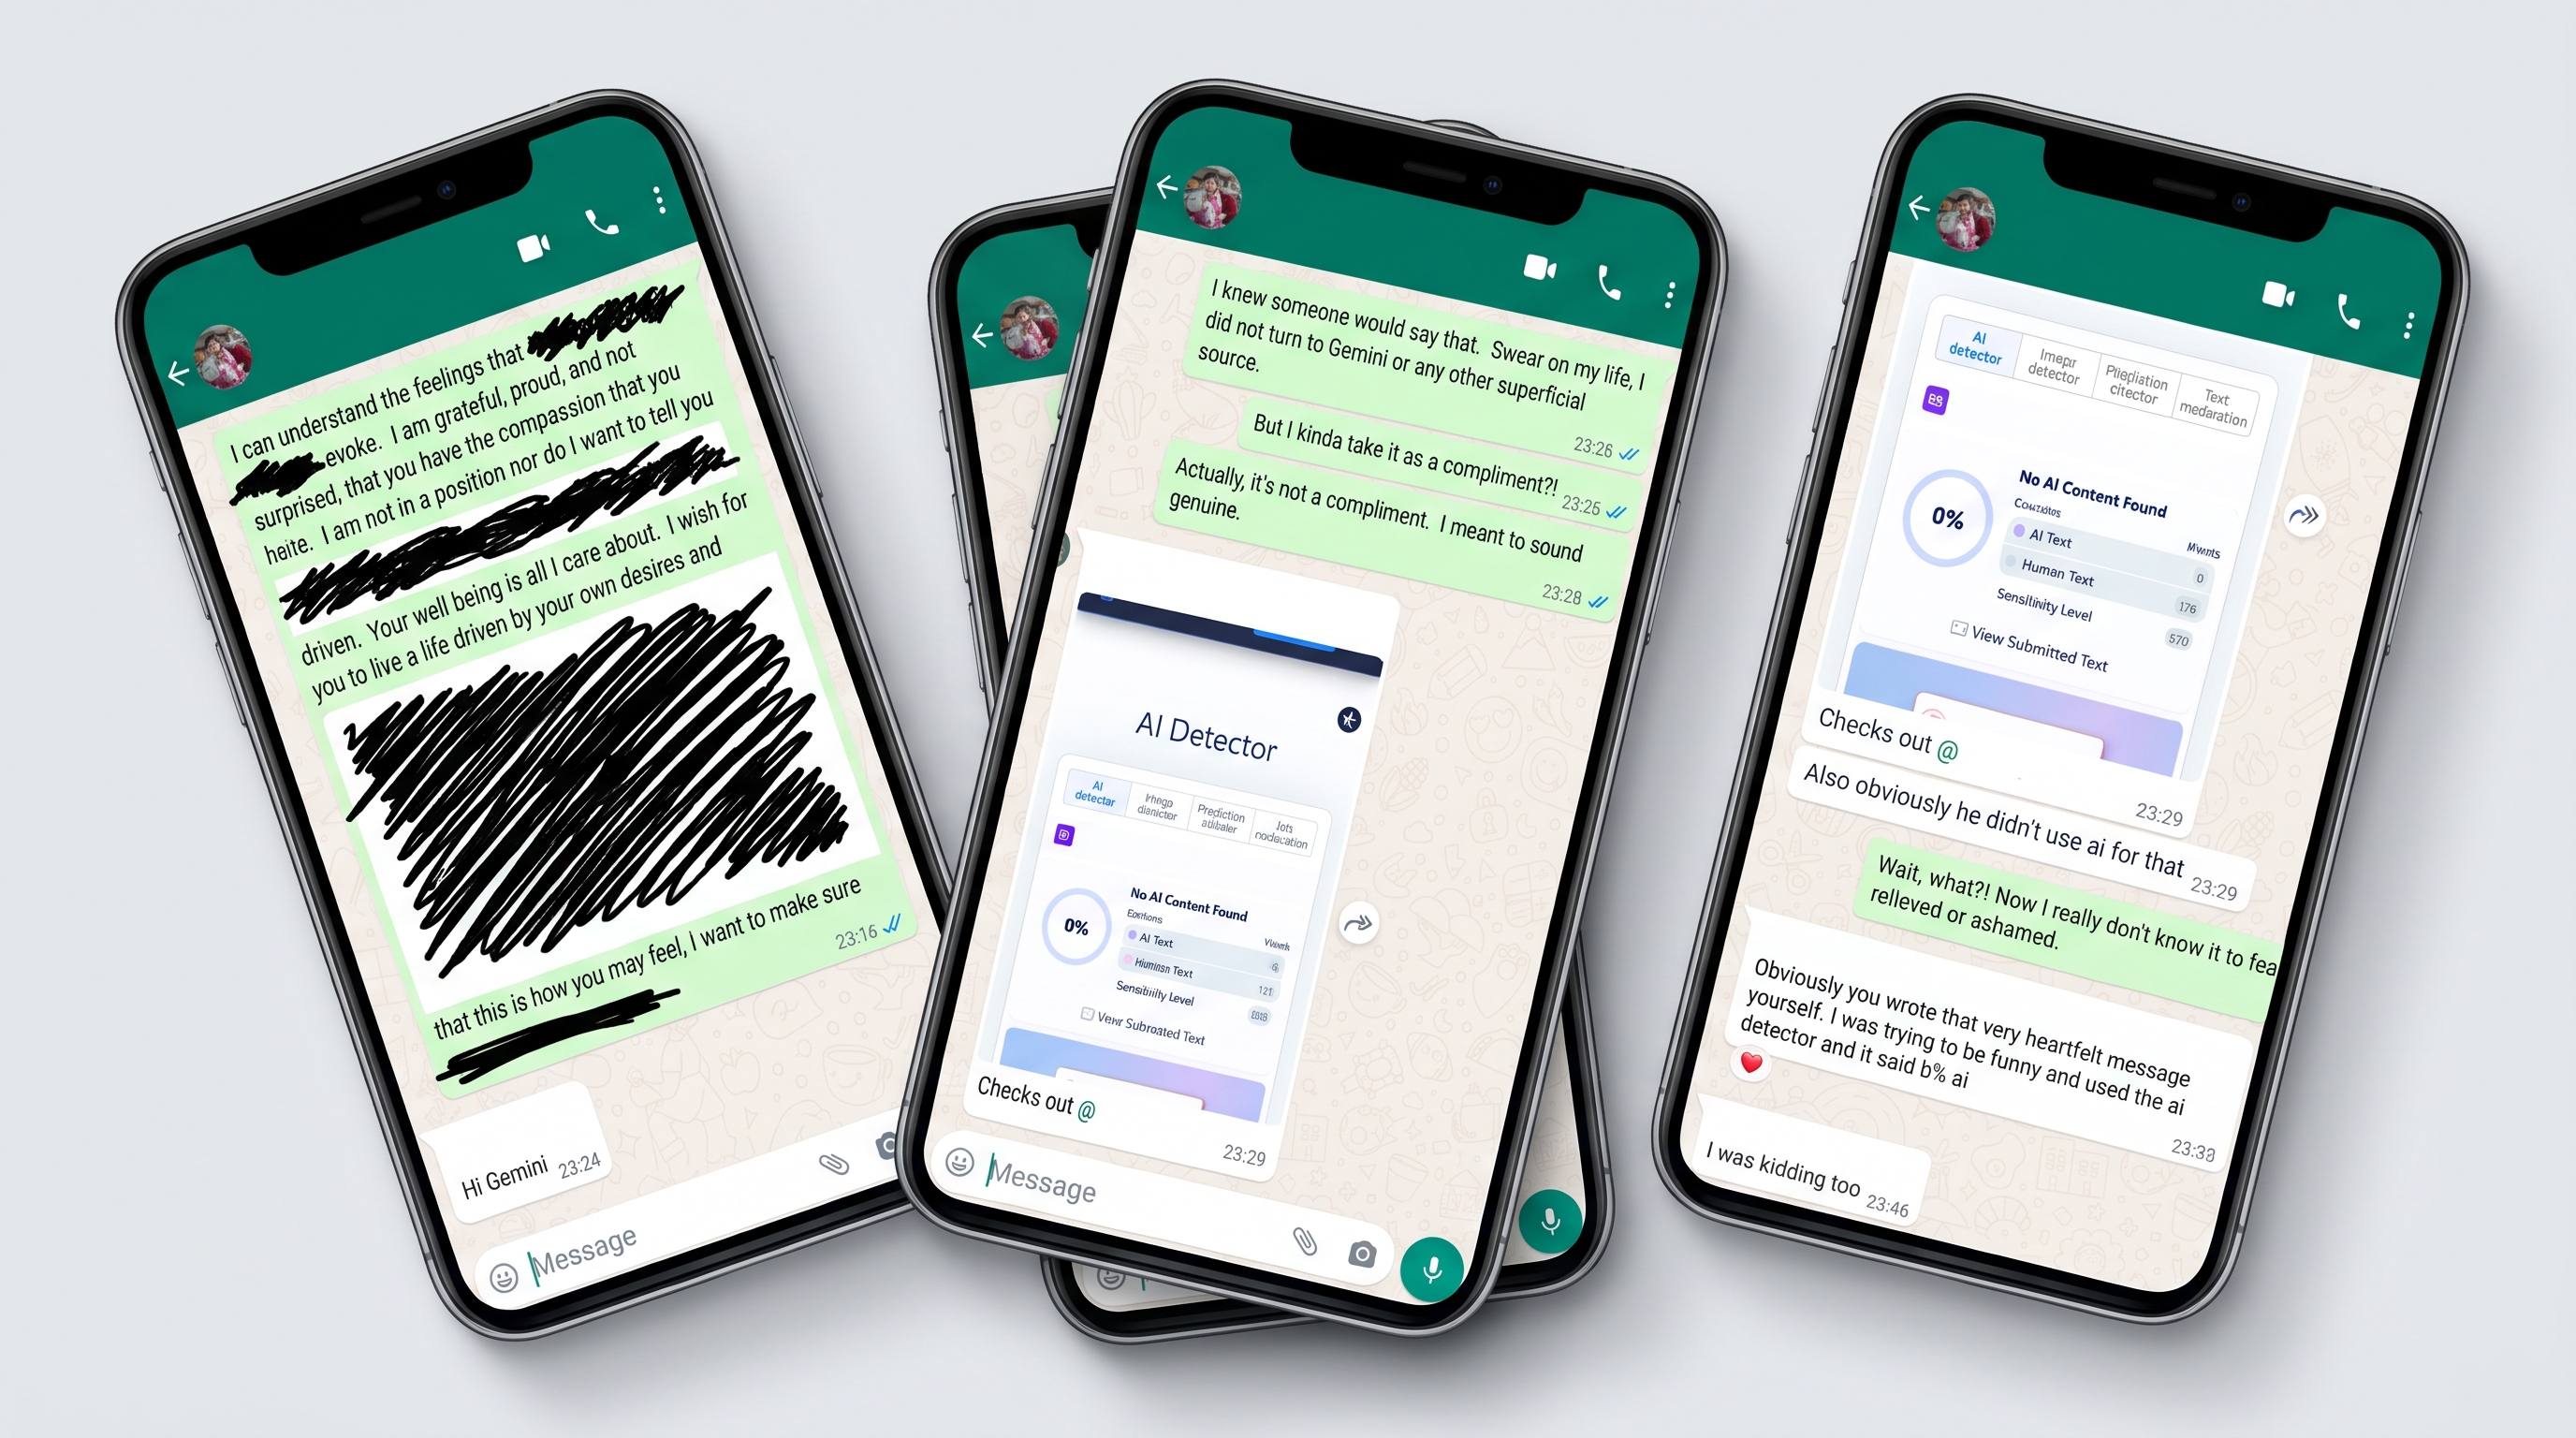 I can understand the feelings that
evoke. I am grateful, proud, and not
surprised, that you have the compassion that you
I am not in a position nor do I want to tell you
driven. Your well being is all I care about. I wish for
you to live a life driven by your own desires and
that this is how you may feel, I want to make sure
23:16
Hi Gemini 23:24
Message
I knew someone would say that. Swear on my life, I
did not turn to Gemini or any other superficial
source.
23:26
But I kinda take it as a compliment?!
23:25
Actually, it's not a compliment. I meant to sound
genuine.
23:28
AI Detector
AI
detectar
No AI Content Found
0%
AI Text
Text
Sensitiiily Level
Text
Checks out @
23:29
Message
AI
detector
detector
Text
No AI Content Found
0%
AI Text
0
Human Text
176
Level
570
View Submitted Text
Checks out @
23:29
Also obviously he didn't use ai for that
23:29
Wait, what?! Now I really don't know it to fea
relleved or ashamed.
Obviously you wrote that very heartfelt message
yourself. I was trying to be funny and used the ai
detector and it said b% ai
I was kidding too 23:46